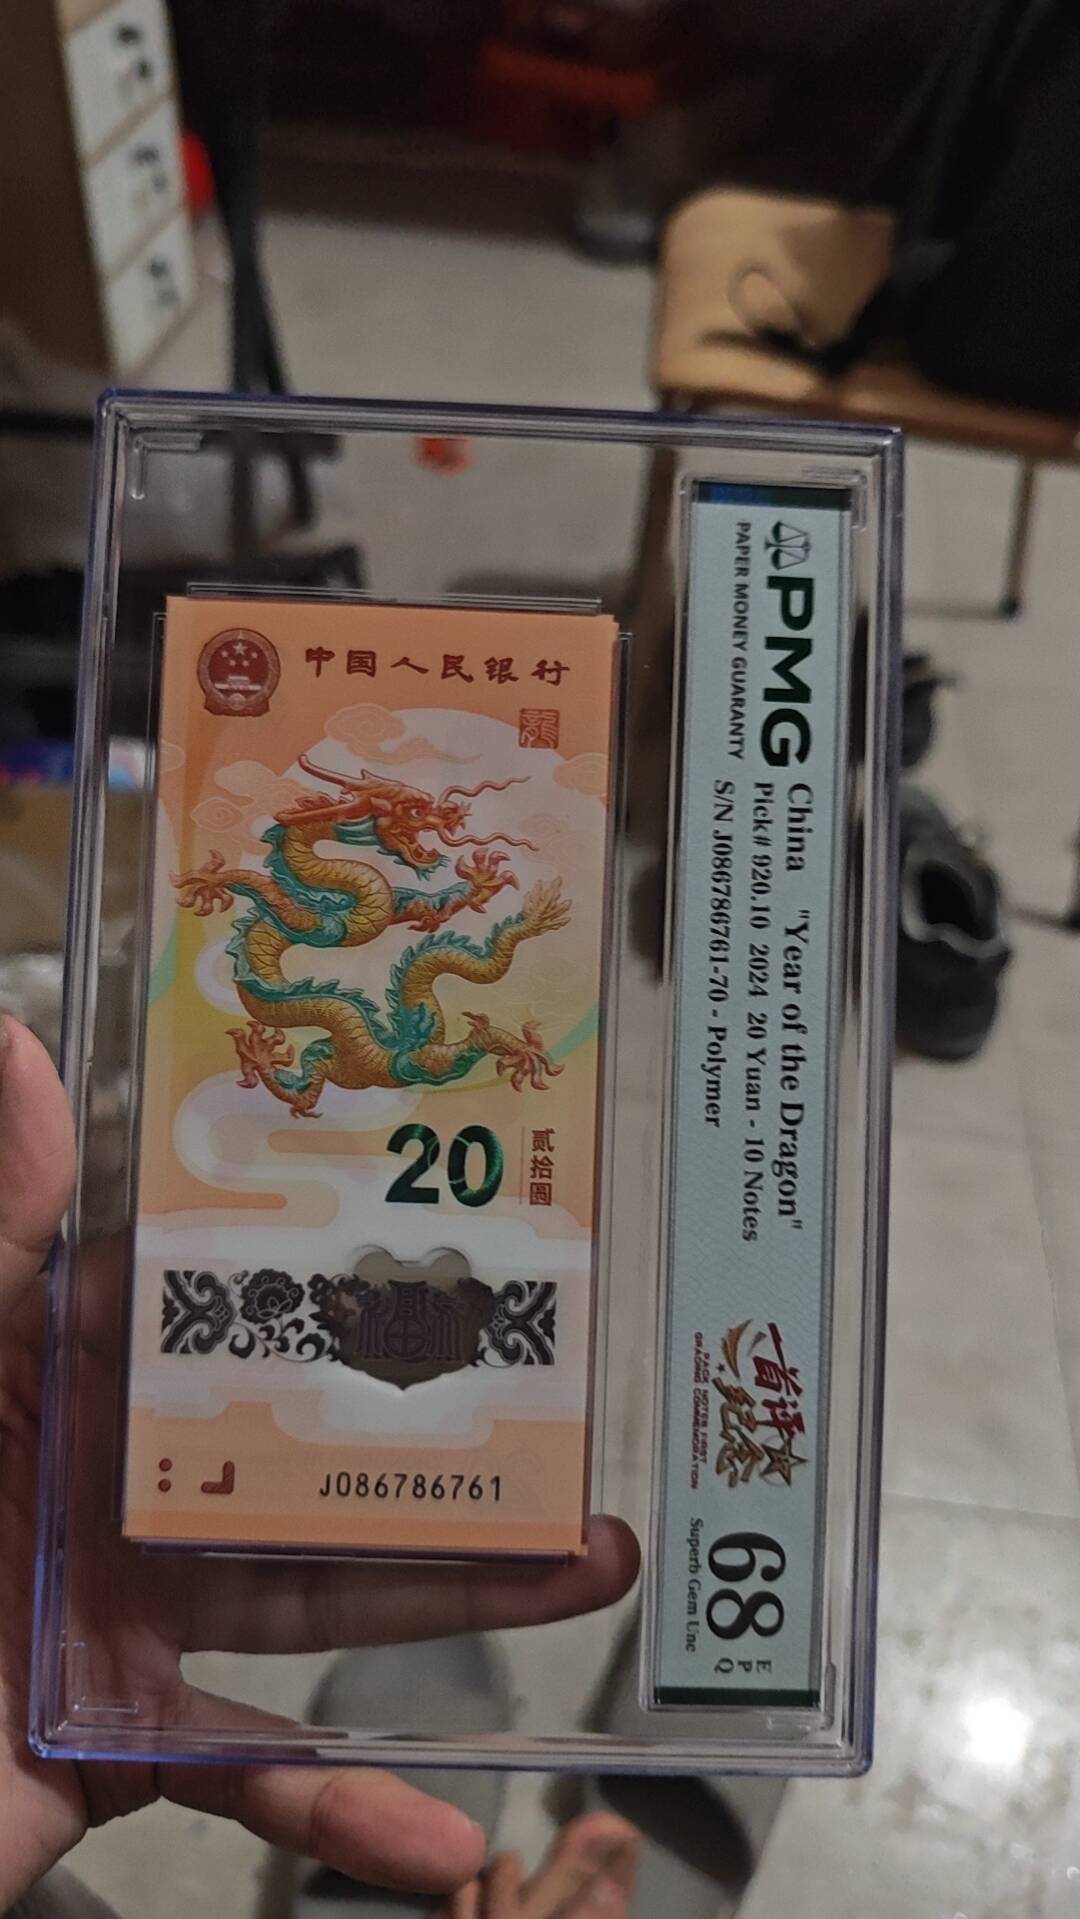 中国人民银行
龍
20
贰拾圆
福
J086786761
PMG
PAPER MONEY GUARANTY
China "Year of the Dragon"
Pick# 920.10 2024 20 Yuan - 10 Notes
S/N J086786761-70 - Polymer
首评
纪念
PACK NOTES FIRST
GRADING COMMEMORATION
68
EPQ
Superb Gem Unc